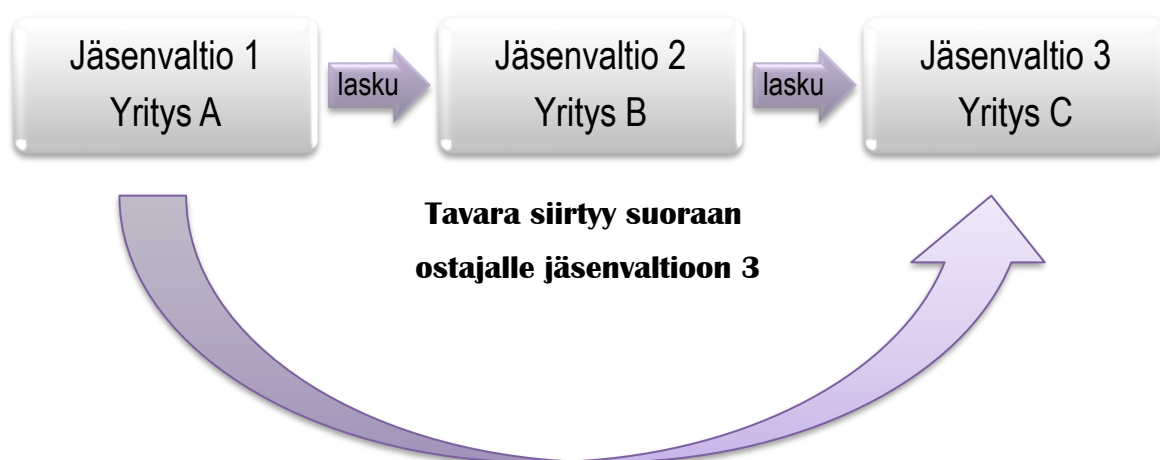 Jäsenvaltio 1
Yritys A
lasku
Jäsenvaltio 2
Yritys B
lasku
Jäsenvaltio 3
Yritys C
Tavara siirtyy suoraan
ostajalle jäsenvaltioon 3